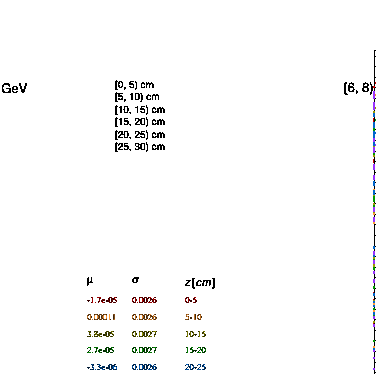 GeV
[0, 5) cm
[6, 8)
[5, 10) cm
[10, 15) cm
[15, 20) cm
[20, 25) cm
[25, 30) cm
μ σ z[cm]
-1.7e-05 0.0026 0-5
0.00011 0.0026 5-10
3.8e-05 0.0027 10-15
2.7e-05 0.0027 15-20
-3.3e-06 0.0026 20-25